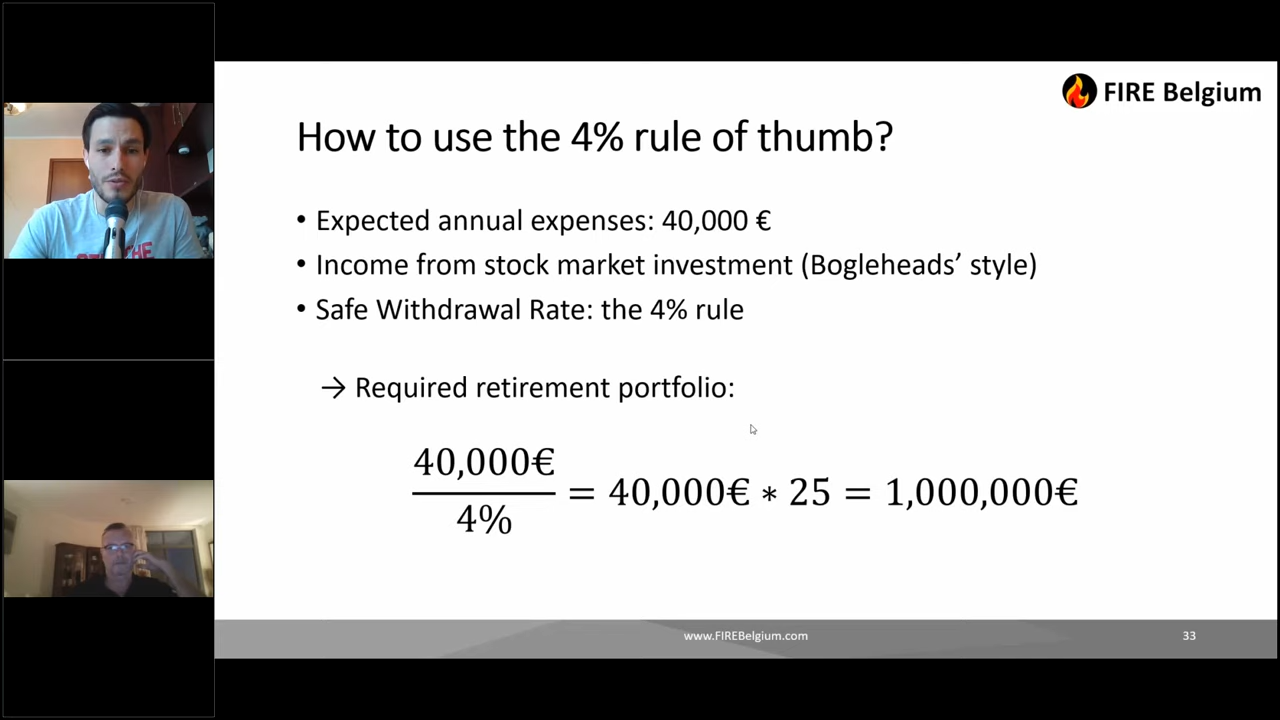 FIRE Belgium
How to use the 4% rule of thumb?
• Expected annual expenses: 40,000 €
• Income from stock market investment (Bogleheads’ style)
• Safe Withdrawal Rate: the 4% rule
→ Required retirement portfolio:
40,000€
4%
= 40,000€ ∗ 25 = 1,000,000€
www.FIREBelgium.com
33